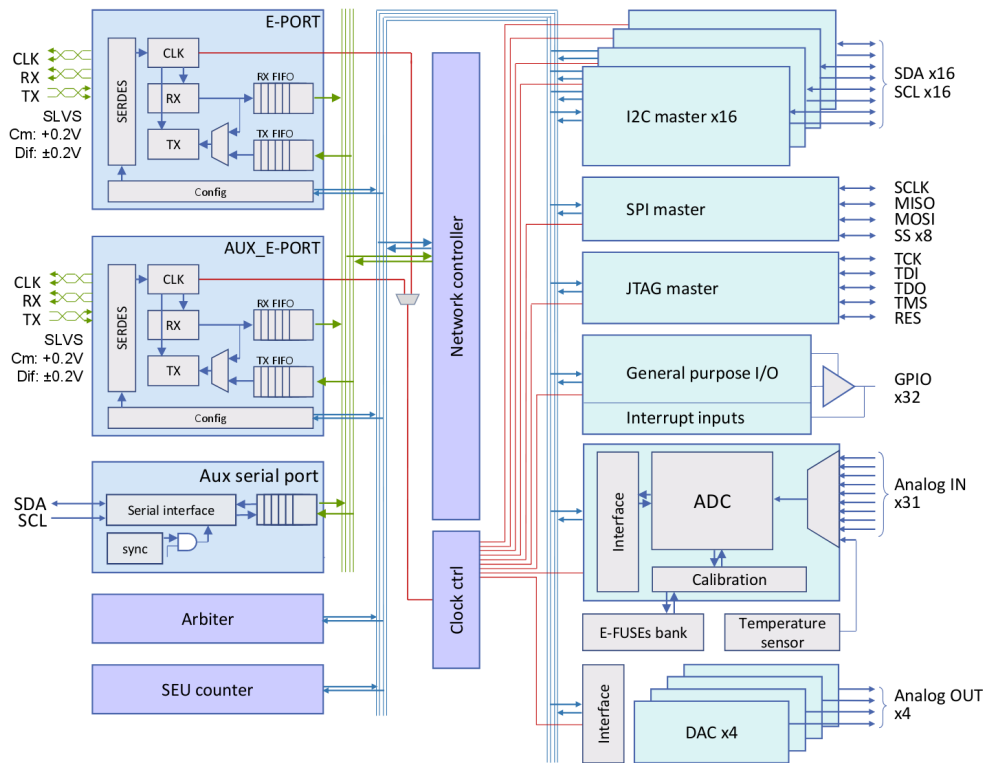 E-PORT
CLK
RX
TX
SLVS
Cm: +0.2V
Dif: ±0.2V
SERDES
CLK
RX
TX
RX FIFO
TX FIFO
Config
AUX_E-PORT
CLK
RX
TX
SLVS
Cm: +0.2V
Dif: ±0.2V
SERDES
CLK
RX
TX
RX FIFO
TX FIFO
Config
Aux serial port
SDA
SCL
Serial interface
sync
Arbiter
SEU counter
Network controller
Clock ctrl
I2C master x16
SDA x16
SCL x16
SPI master
SCLK
MISO
MOSI
SS x8
JTAG master
TCK
TDI
TDO
TMS
RES
General purpose I/O
Interrupt inputs
GPIO
x32
Interface
ADC
Calibration
Analog IN
x31
E-FUSEs bank
Temperature
sensor
Interface
DAC x4
Analog OUT
x4